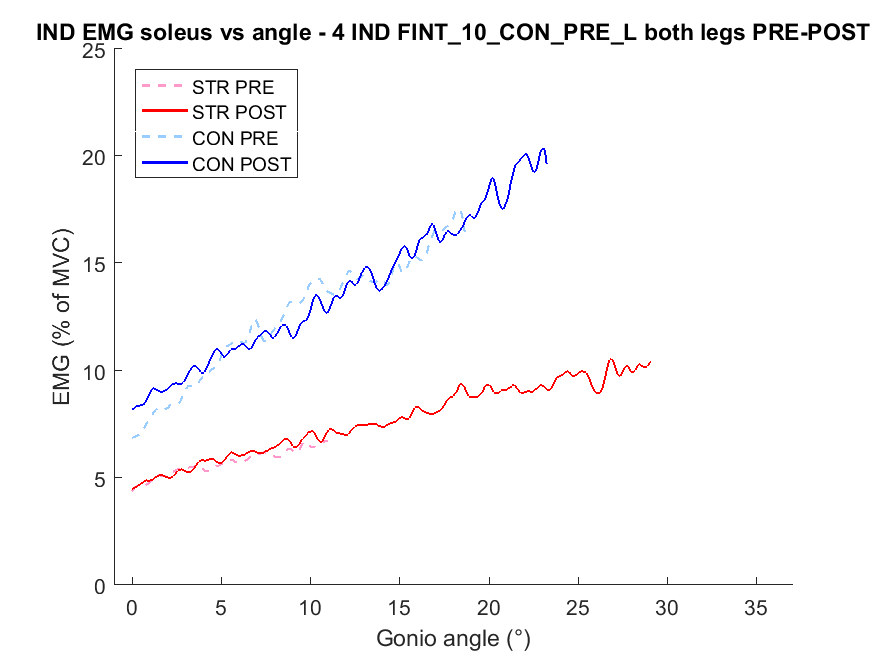 IND EMG soleus vs angle - 4 IND FINT_10_CON_PRE_L both legs PRE-POST
25
20
15
10
5
0
EMG (% of MVC)
STR PRE
STR POST
CON PRE
CON POST
0 5 10 15 20 25 30 35
Gonio angle (°)